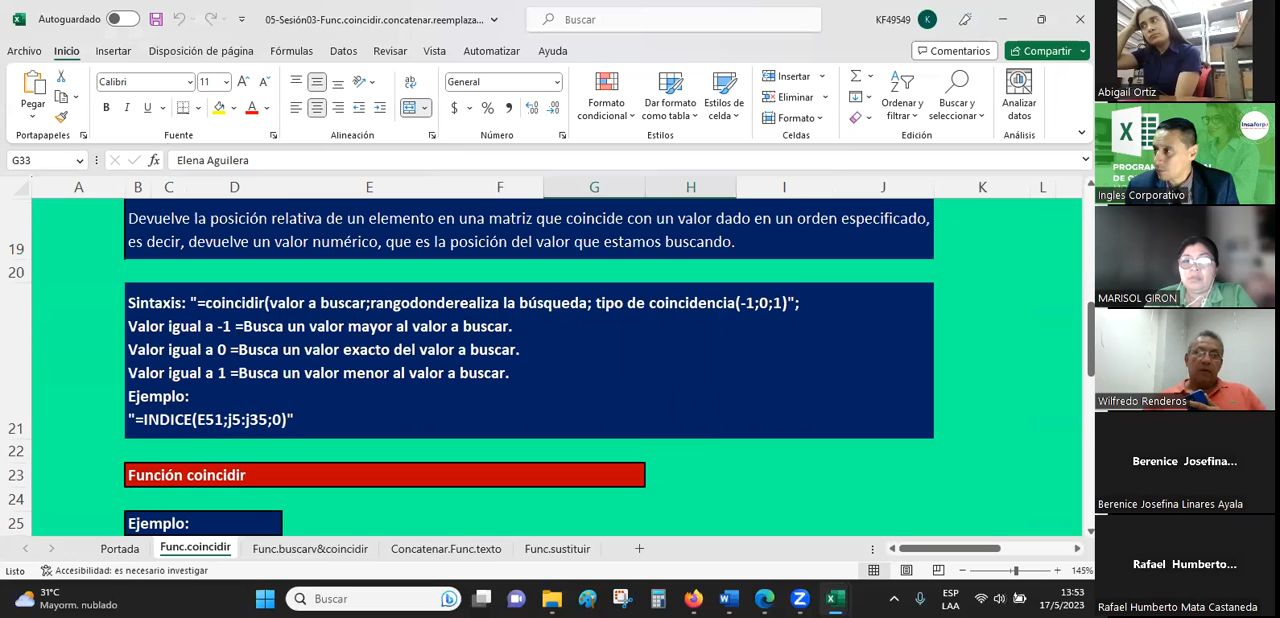 Autoguardado
05-Sesión03-Func.coincidir.concatenar.reemplaza...
Buscar
KF49549
K
Archivo
Inicio
Insertar
Disposición de página
Fórmulas
Datos
Revisar
Vista
Automatizar
Ayuda
Comentarios
Compartir
Pegar
Calibri
11
General
Formato condicional
Dar formato como tabla
Estilos de celda
Insertar
Eliminar
Formato
Ordenar y filtrar
Buscar y seleccionar
Analizar datos
Portapapeles
Fuente
Alineación
Número
Estilos
Celdas
Edición
Análisis
G33
fx
Elena Aguilera
A B C D E F G H I J K L
19
Devuelve la posición relativa de un elemento en una matriz que coincide con un valor dado en un orden especificado,
es decir, devuelve un valor numérico, que es la posición del valor que estamos buscando.
20
Sintaxis: "=coincidir(valor a buscar;rangodonderealiza la búsqueda; tipo de coincidencia(-1;0;1)";
Valor igual a -1 =Busca un valor mayor al valor a buscar.
Valor igual a 0 =Busca un valor exacto del valor a buscar.
Valor igual a 1 =Busca un valor menor al valor a buscar.
Ejemplo:
"=INDICE(E51;j5:j35;0)"
21
22
23
Función coincidir
24
25
Ejemplo:
Portada
Func.coincidir
Func.buscarv&coincidir
Concatenar.Func.texto
Func.sustituir
Listo
Accesibilidad: es necesario investigar
145%
31°C
Mayorm. nublado
Buscar
ESP
LAA
13:53
17/5/2023
Abigail Ortiz
Insaforp
Ingles Corporativo
MARISOL GIRON
Wilfredo Renderos
Berenice Josefina...
Berenice Josefina Linares Ayala
Rafael Humberto...
Rafael Humberto Mata Castaneda